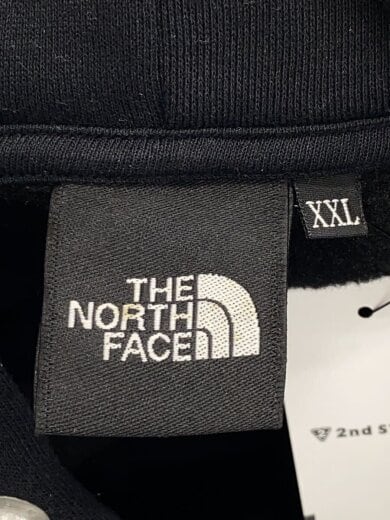 XXL
THE
NORTH
FACE
2nd S